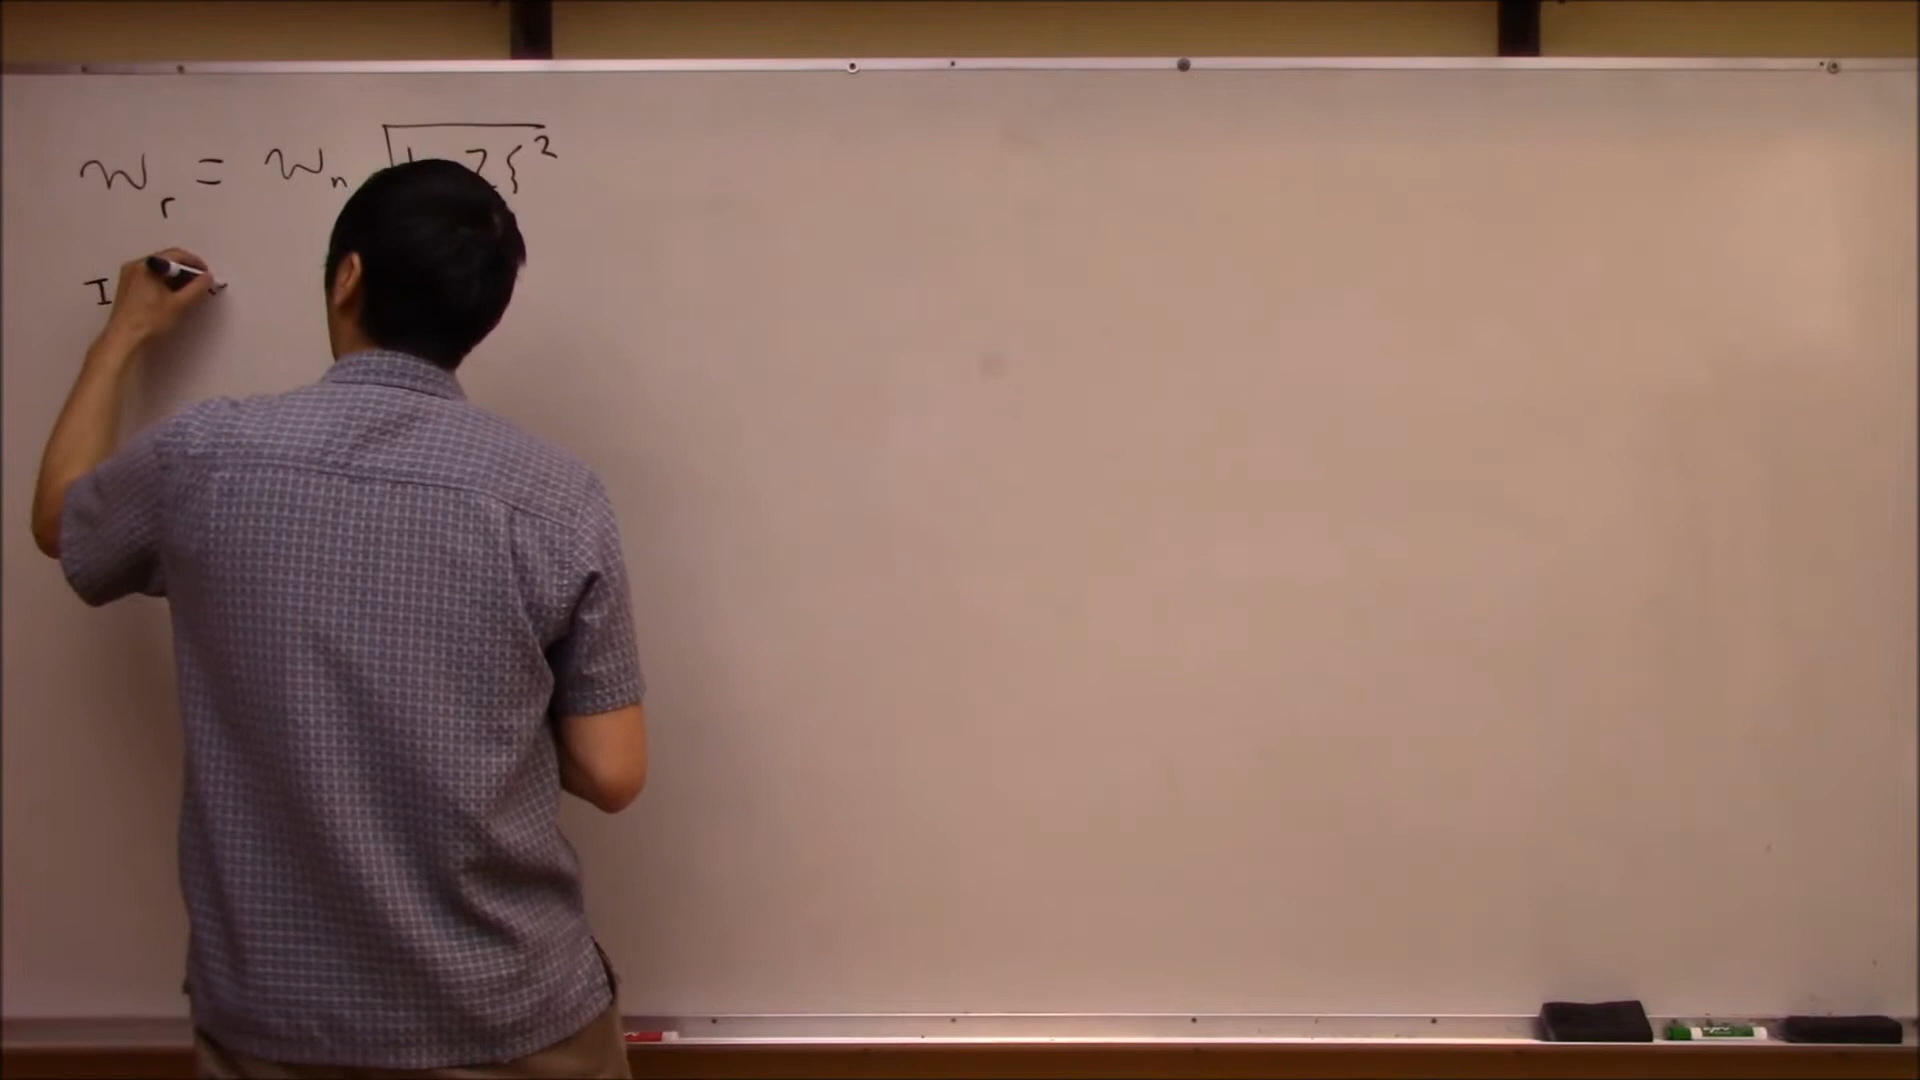 ω_r = ω_n √(1-2ζ²
I